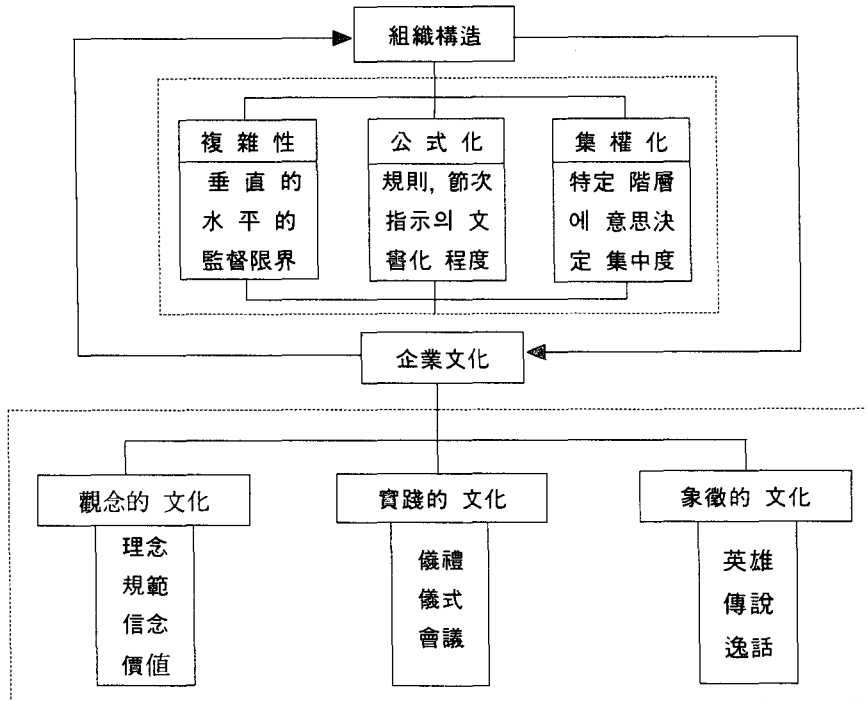 組織構造
複 雜 性
垂 直 的
水 平 的
監督限界
公 式 化
規則, 節次
指示의 文
書化 程度
集 權 化
特定 階層
에 意思決
定 集中度
企業文化
觀念的 文化
理念
規範
信念
價値
實踐的 文化
儀禮
儀式
會議
象徵的 文化
英雄
傳說
逸話